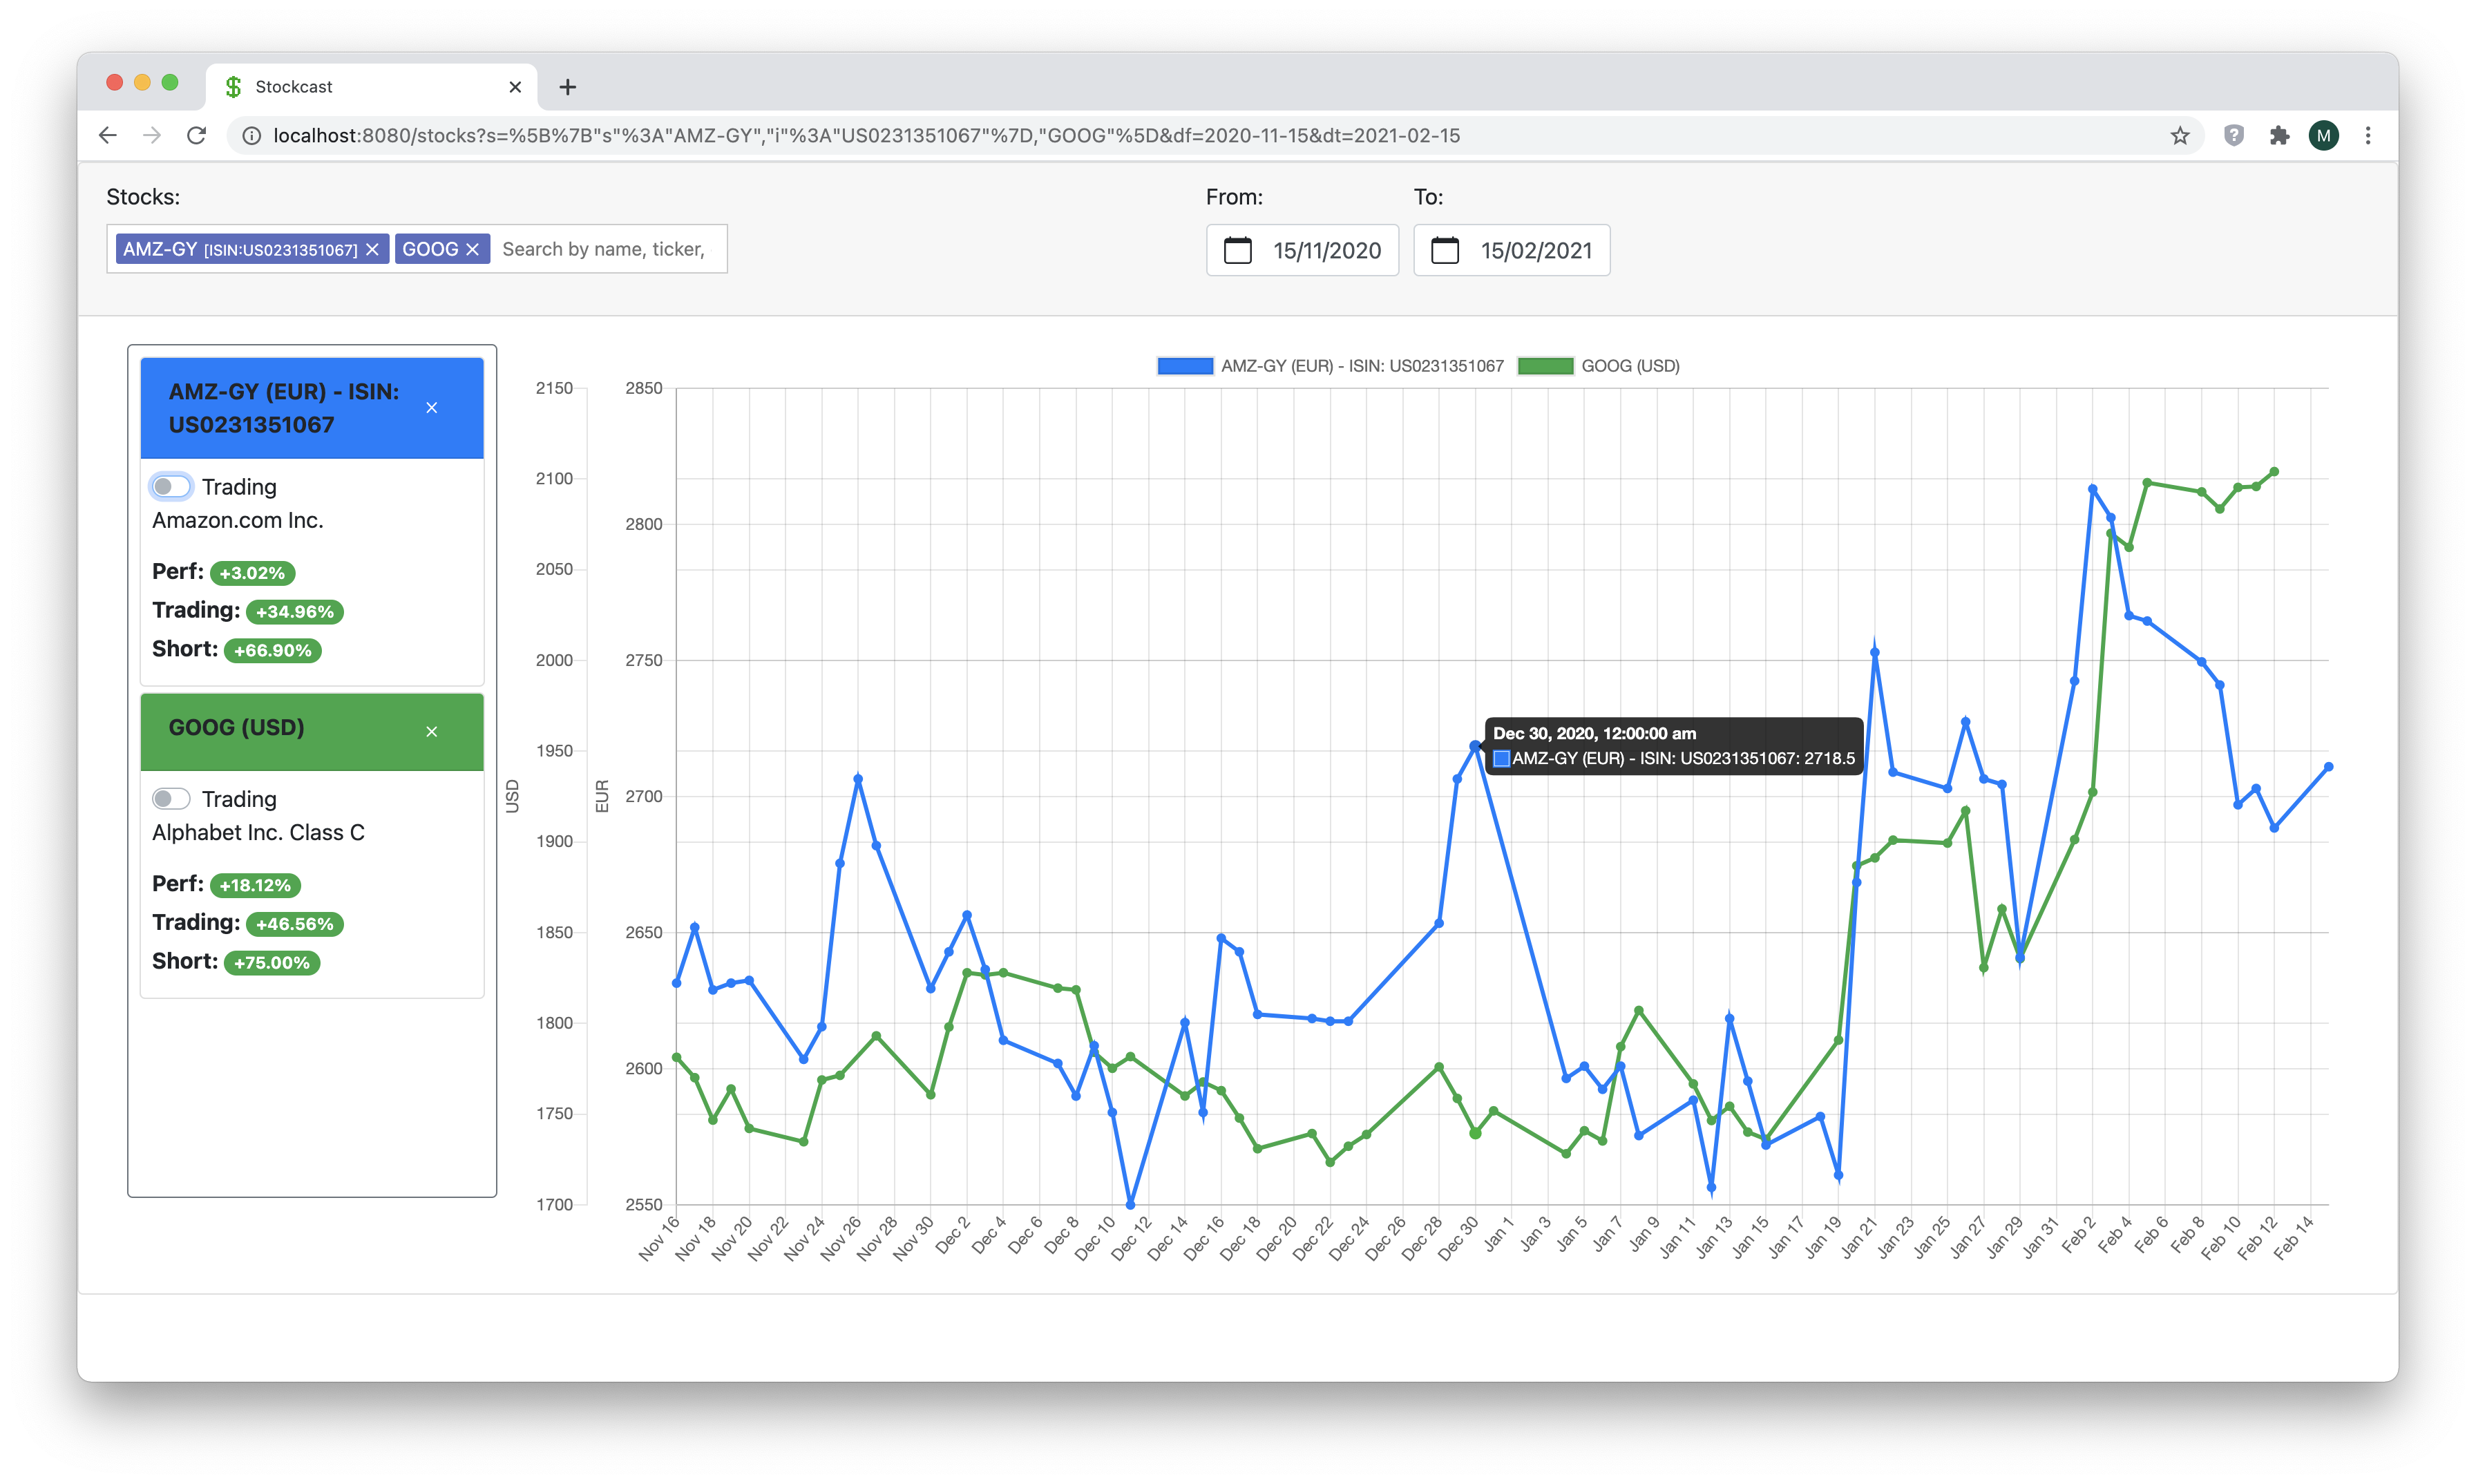 Stockcast
localhost:8080/stocks?s=%5B%7B"s"%3A"AMZ-GY","i"%3A"US0231351067"%7D,"GOOG"%5D&df=2020-11-15&dt=2021-02-15
M
Stocks:
From:
To:
AMZ-GY [ISIN:US0231351067] GOOG Search by name, ticker,
15/11/2020
15/02/2021
AMZ-GY (EUR) - ISIN:
US0231351067
Trading
Amazon.com Inc.
Perf: +3.02%
Trading: +34.96%
Short: +66.90%
GOOG (USD)
Trading
Alphabet Inc. Class C
Perf: +18.12%
Trading: +46.56%
Short: +75.00%
AMZ-GY (EUR) - ISIN: US0231351067 GOOG (USD)
USD
2150
2100
2050
2000
1950
1900
1850
1800
1750
1700
EUR
2850
2800
2750
2700
2650
2600
2550
Dec 30, 2020, 12:00:00 am
AMZ-GY (EUR) - ISIN: US0231351067: 2718.5
Nov 16 Nov 18 Nov 20 Nov 22 Nov 24 Nov 26 Nov 28 Nov 30 Dec 2 Dec 4 Dec 6 Dec 8 Dec 10 Dec 12 Dec 14 Dec 16 Dec 18 Dec 20 Dec 22 Dec 24 Dec 26 Dec 28 Dec 30 Jan 1 Jan 3 Jan 5 Jan 7 Jan 9 Jan 11 Jan 13 Jan 15 Jan 17 Jan 19 Jan 21 Jan 23 Jan 25 Jan 27 Jan 29 Jan 31 Feb 2 Feb 4 Feb 6 Feb 8 Feb 10 Feb 12 Feb 14